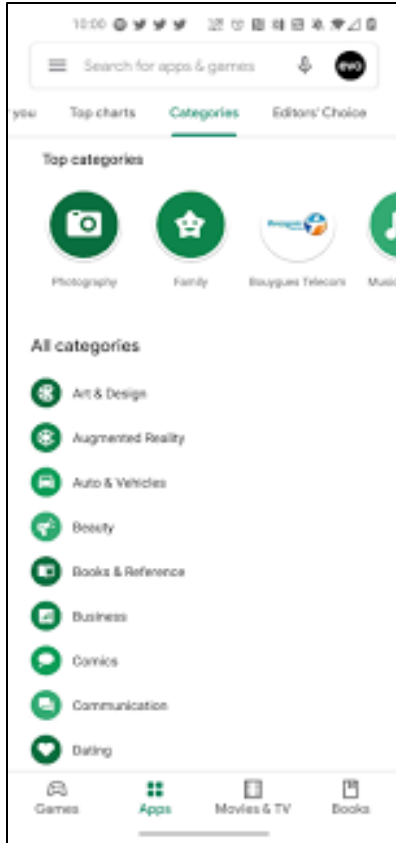 10:00
Search for apps & games
evo
you Top charts Categories Editors' Choice
Top categories
Photography Family Bouygues Telecom Music
All categories
Art & Design
Augmented Reality
Auto & Vehicles
Beauty
Books & Reference
Business
Comics
Communication
Dating
Games Apps Movies & TV Books